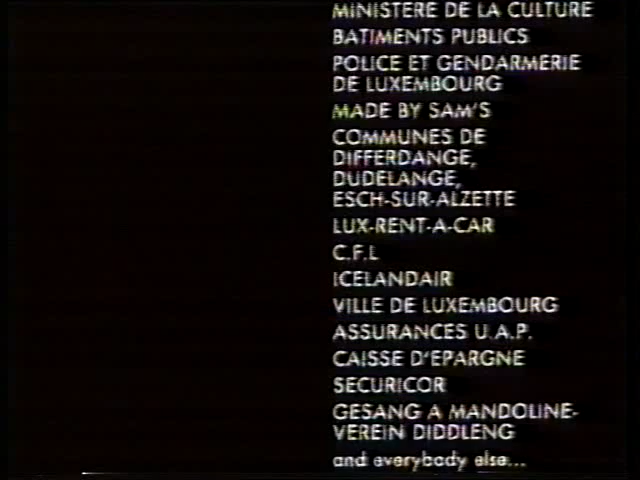 MINISTERE DE LA CULTURE
BATIMENTS PUBLICS
POLICE ET GENDARMERIE
DE LUXEMBOURG
MADE BY SAM'S
COMMUNES DE
DIFFERDANGE,
DUDELANGE,
ESCH-SUR-ALZETTE
LUX-RENT-A-CAR
C.F.L
ICELANDAIR
VILLE DE LUXEMBOURG
ASSURANCES U.A.P.
CAISSE D'EPARGNE
SECURICOR
GESANG A MANDOLINE-
VEREIN DIDDLENG
and everybody else...